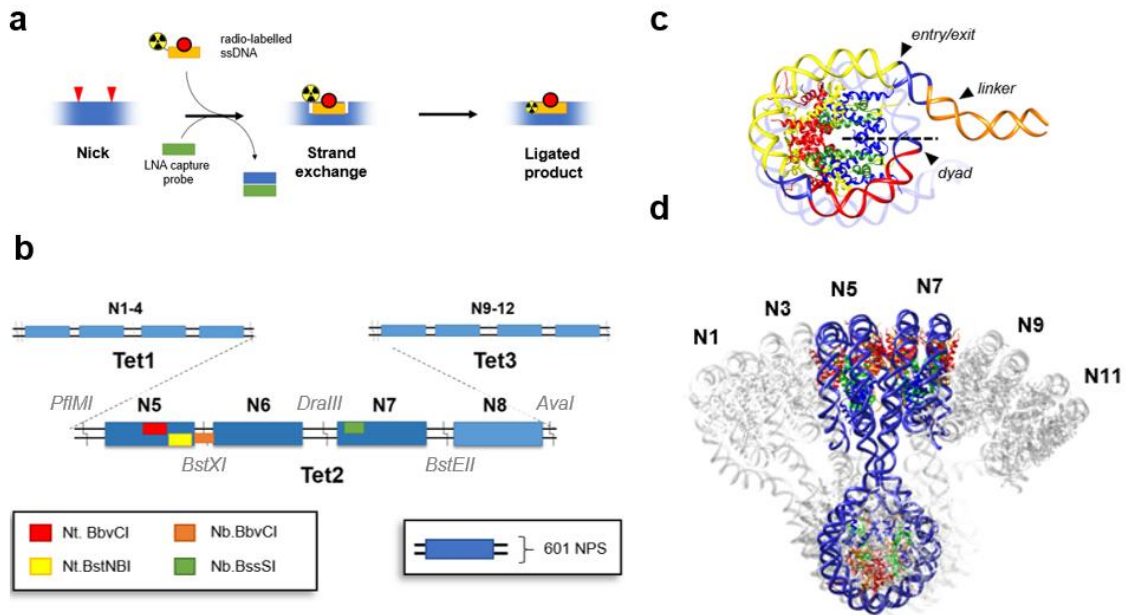 a
radio-labelled
ssDNA
Nick
LNA capture
probe
Strand
exchange
Ligated
product
b
N1-4
N9-12
Tet1
Tet3
PflMI
N5
N6
DraIII
N7
N8
AvaI
BstXI
Tet2
BstEII
Nt. BbvCI
Nb.BbvCI
Nt.BstNBI
Nb.BssSI
601 NPS
c
entry/exit
linker
dyad
d
N1
N3
N5
N7
N9
N11